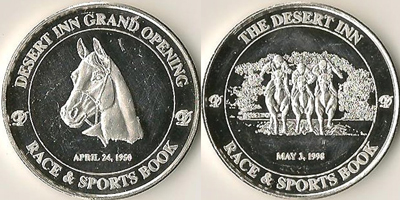 DESERT INN GRAND OPENING
APRIL 24, 1950
RACE & SPORTS BOOK
THE DESERT INN
MAY 3, 1998
RACE & SPORTS BOOK